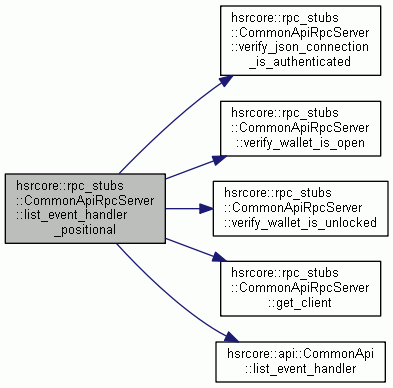 hsrcore::rpc_stubs
::CommonApiRpcServer
::verify_json_connection
_is_authenticated
hsrcore::rpc_stubs
::CommonApiRpcServer
::verify_wallet_is_open
hsrcore::rpc_stubs
::CommonApiRpcServer
::list_event_handler
_positional
hsrcore::rpc_stubs
::CommonApiRpcServer
::verify_wallet_is_unlocked
hsrcore::rpc_stubs
::CommonApiRpcServer
::get_client
hsrcore::api::CommonApi
::list_event_handler